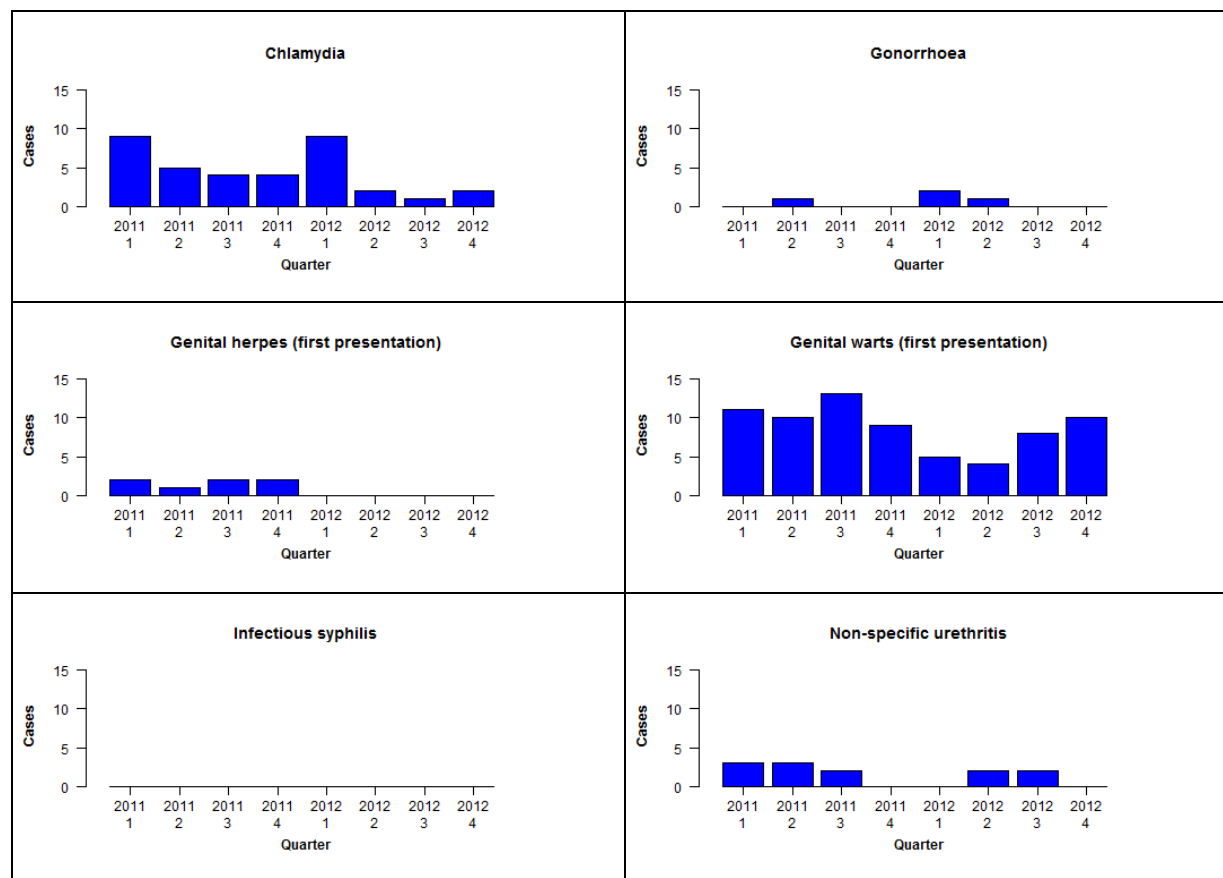 Chlamydia
15
10
5
0
Cases
2011 2011 2011 2011 2012 2012 2012 2012
1 2 3 4 1 2 3 4
Quarter
Gonorrhoea
15
10
5
0
Cases
2011 2011 2011 2011 2012 2012 2012 2012
1 2 3 4 1 2 3 4
Quarter
Genital herpes (first presentation)
15
10
5
0
Cases
2011 2011 2011 2011 2012 2012 2012 2012
1 2 3 4 1 2 3 4
Quarter
Genital warts (first presentation)
15
10
5
0
Cases
2011 2011 2011 2011 2012 2012 2012 2012
1 2 3 4 1 2 3 4
Quarter
Infectious syphilis
15
10
5
0
Cases
2011 2011 2011 2011 2012 2012 2012 2012
1 2 3 4 1 2 3 4
Quarter
Non-specific urethritis
15
10
5
0
Cases
2011 2011 2011 2011 2012 2012 2012 2012
1 2 3 4 1 2 3 4
Quarter